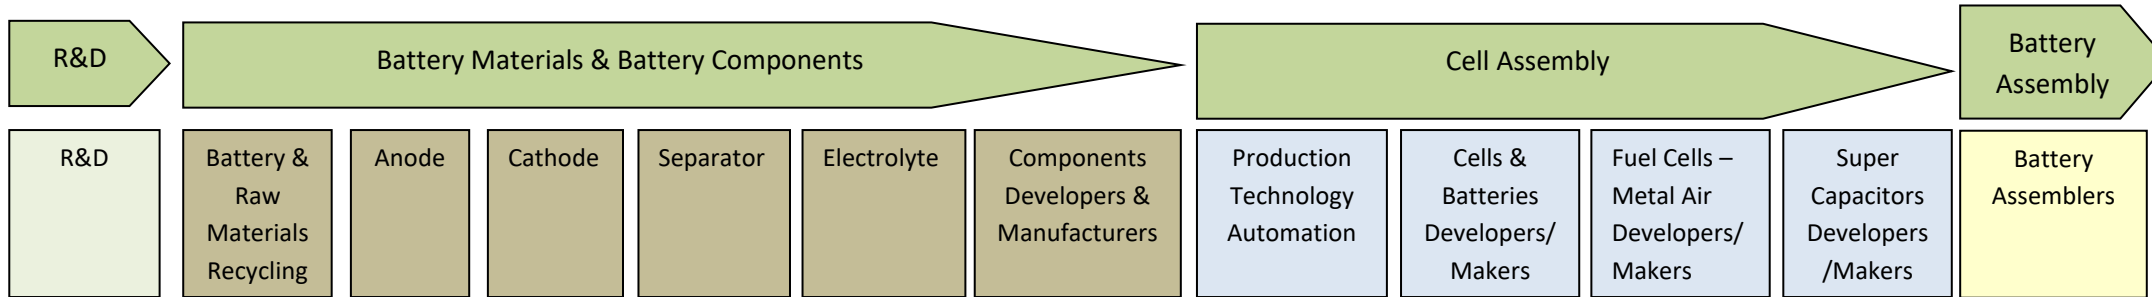 R&D
Battery Materials & Battery Components
Cell Assembly
Battery
Assembly
R&D
Battery &
Raw
Materials
Recycling
Anode
Cathode
Separator
Electrolyte
Components
Developers &
Manufacturers
Production
Technology
Automation
Cells &
Batteries
Developers/
Makers
Fuel Cells –
Metal Air
Developers/
Makers
Super
Capacitors
Developers
/Makers
Battery
Assemblers